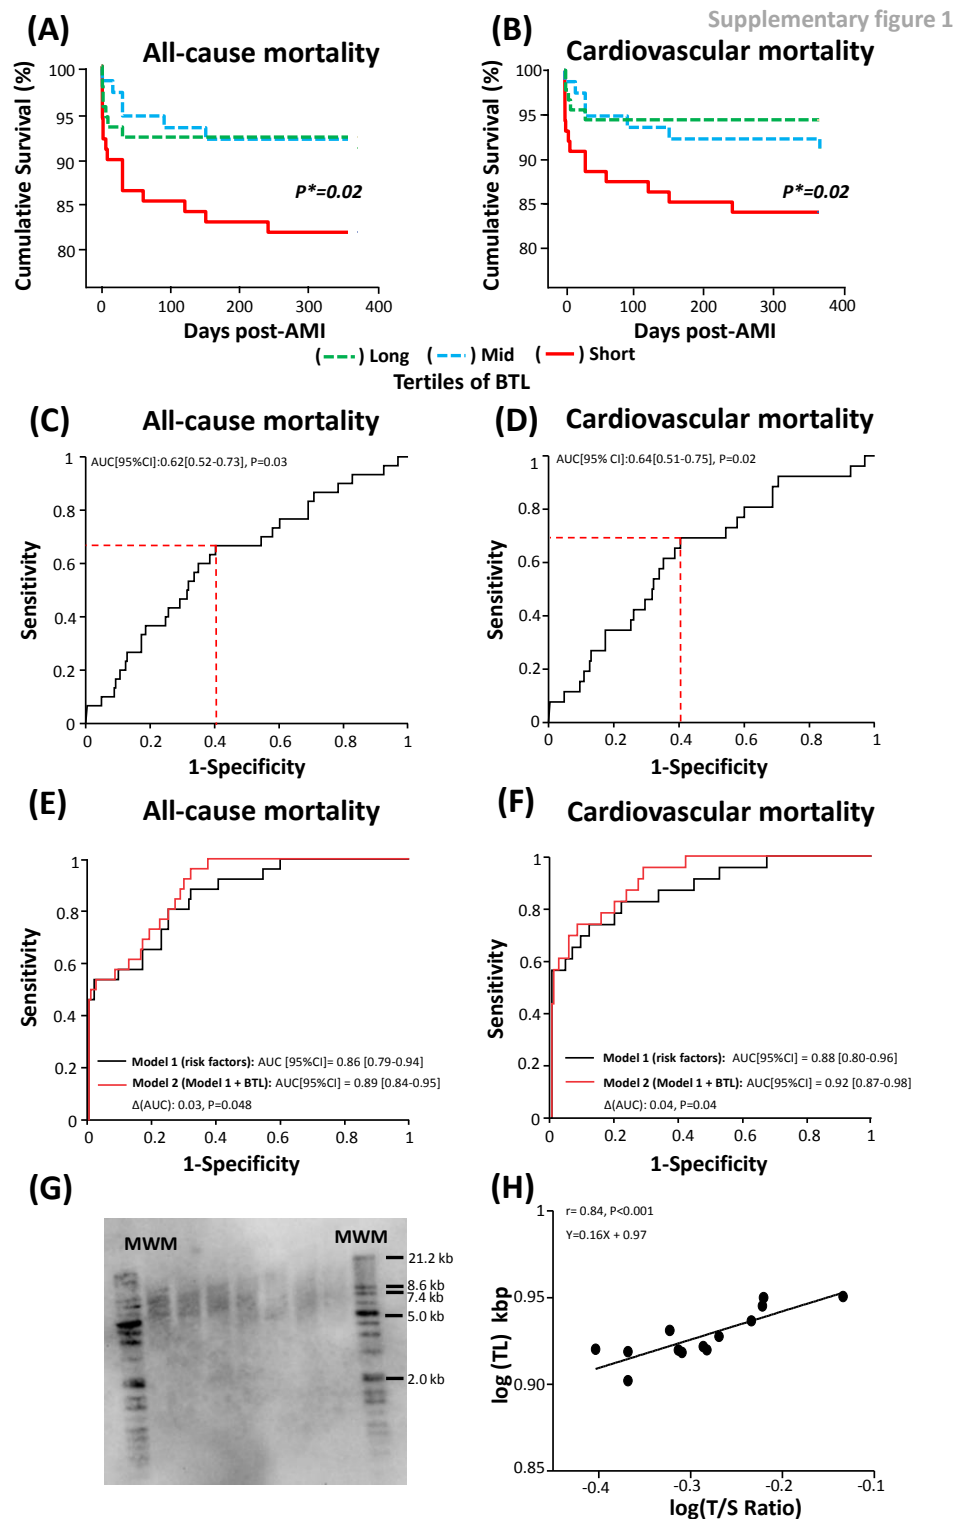 Supplementary figure 1
(A)
All-cause mortality
Cumulative Survival (%)
100
95
90
85
80
P*=0.02
0 100 200 300 400
Days post-AMI
(B)
Cardiovascular mortality
Cumulative Survival (%)
100
95
90
85
80
P*=0.02
0 100 200 300 400
Days post-AMI
( ) Long ( ) Mid ( ) Short
Tertiles of BTL
(C)
All-cause mortality
AUC[95%CI]:0.62[0.52-0.73], P=0.03
Sensitivity
1
0.8
0.6
0.4
0.2
0
0 0.2 0.4 0.6 0.8 1
1-Specificity
(D)
Cardiovascular mortality
AUC[95% CI]:0.64[0.51-0.75], P=0.02
Sensitivity
1
0.8
0.6
0.4
0.2
0
0 0.2 0.4 0.6 0.8 1
1-Specificity
(E)
All-cause mortality
Sensitivity
1
0.8
0.6
0.4
0.2
0
Model 1 (risk factors): AUC [95%CI]= 0.86 [0.79-0.94]
Model 2 (Model 1 + BTL): AUC[95%CI] = 0.89 [0.84-0.95]
Δ(AUC): 0.03, P=0.048
0 0.2 0.4 0.6 0.8 1
1-Specificity
(F)
Cardiovascular mortality
Sensitivity
1
0.8
0.6
0.4
0.2
0
Model 1 (risk factors): AUC[95%CI] = 0.88 [0.80-0.96]
Model 2 (Model 1 + BTL): AUC[95%CI] = 0.92 [0.87-0.98]
Δ(AUC): 0.04, P=0.04
0 0.2 0.4 0.6 0.8 1
1-Specificity
(G)
MWM
MWM
21.2 kb
8.6 kb
7.4 kb
5.0 kb
2.0 kb
(H)
r= 0.84, P<0.001
Y=0.16X + 0.97
log (TL) kbp
1
0.95
0.90
0.85
-0.4 -0.3 -0.2 -0.1
log(T/S Ratio)